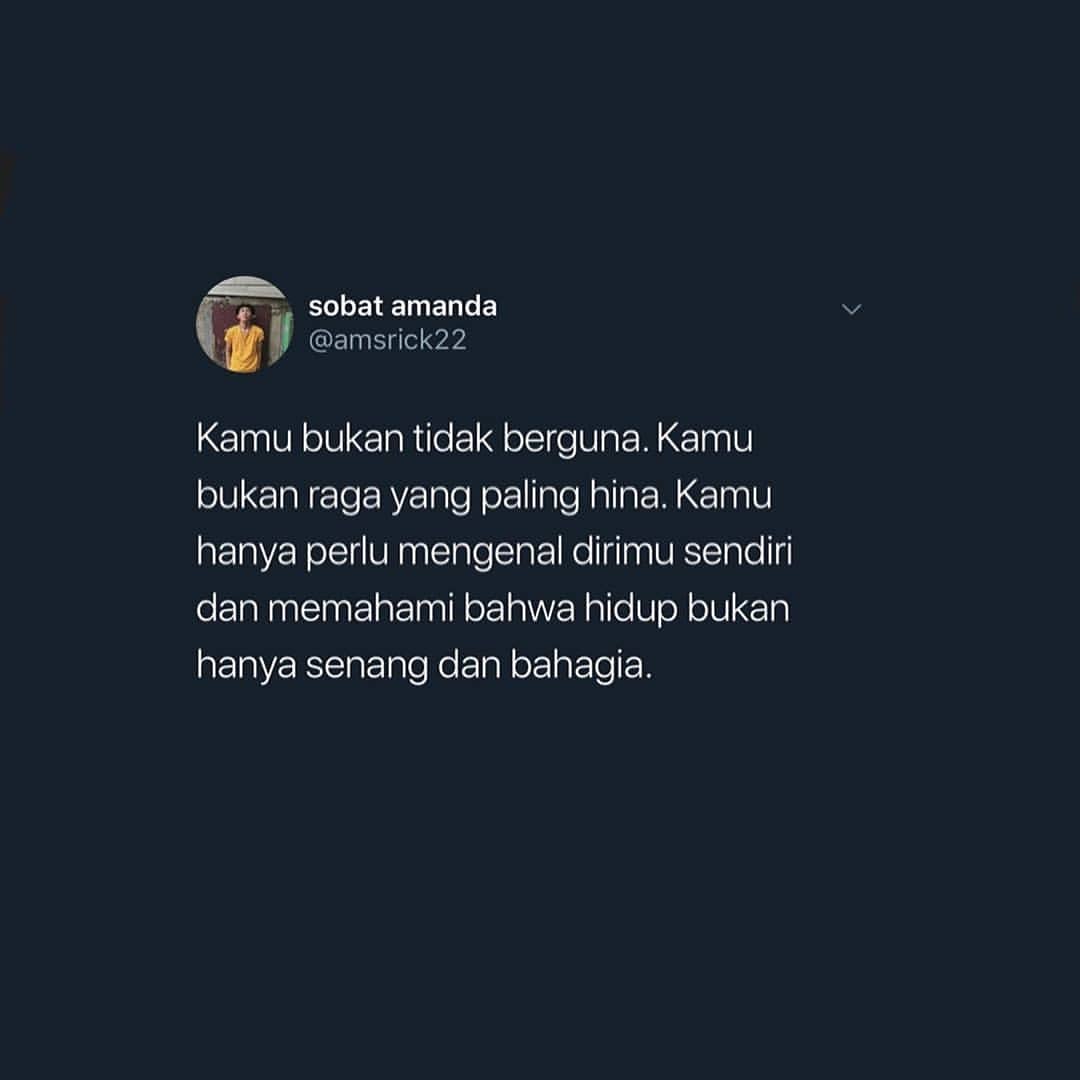 sobat amanda
@amsrick22
Kamu bukan tidak berguna. Kamu
bukan raga yang paling hina. Kamu
hanya perlu mengenal dirimu sendiri
dan memahami bahwa hidup bukan
hanya senang dan bahagia.